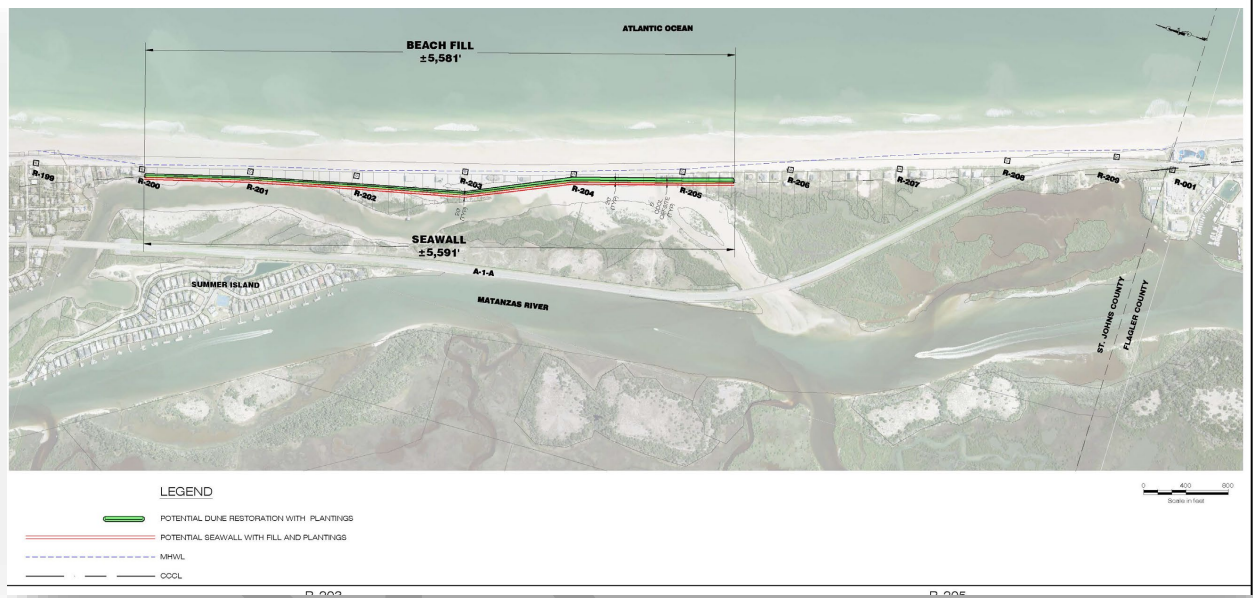 ATLANTIC OCEAN
BEACH FILL
±5,581'
R-199
R-200
R-201
R-202
R-203
R-204
R-205
R-206
R-207
R-208
R-209
R-001
SEAWALL
±5,591'
A-1-A
SUMMER ISLAND
MATANZAS RIVER
ST. JOHNS COUNTY
FLAGLER COUNTY
LEGEND
POTENTIAL DUNE RESTORATION WITH PLANTINGS
POTENTIAL SEAWALL WITH FILL AND PLANTINGS
MHWL
CCCL
0 400 800
Scale in feet
R-203
R-205